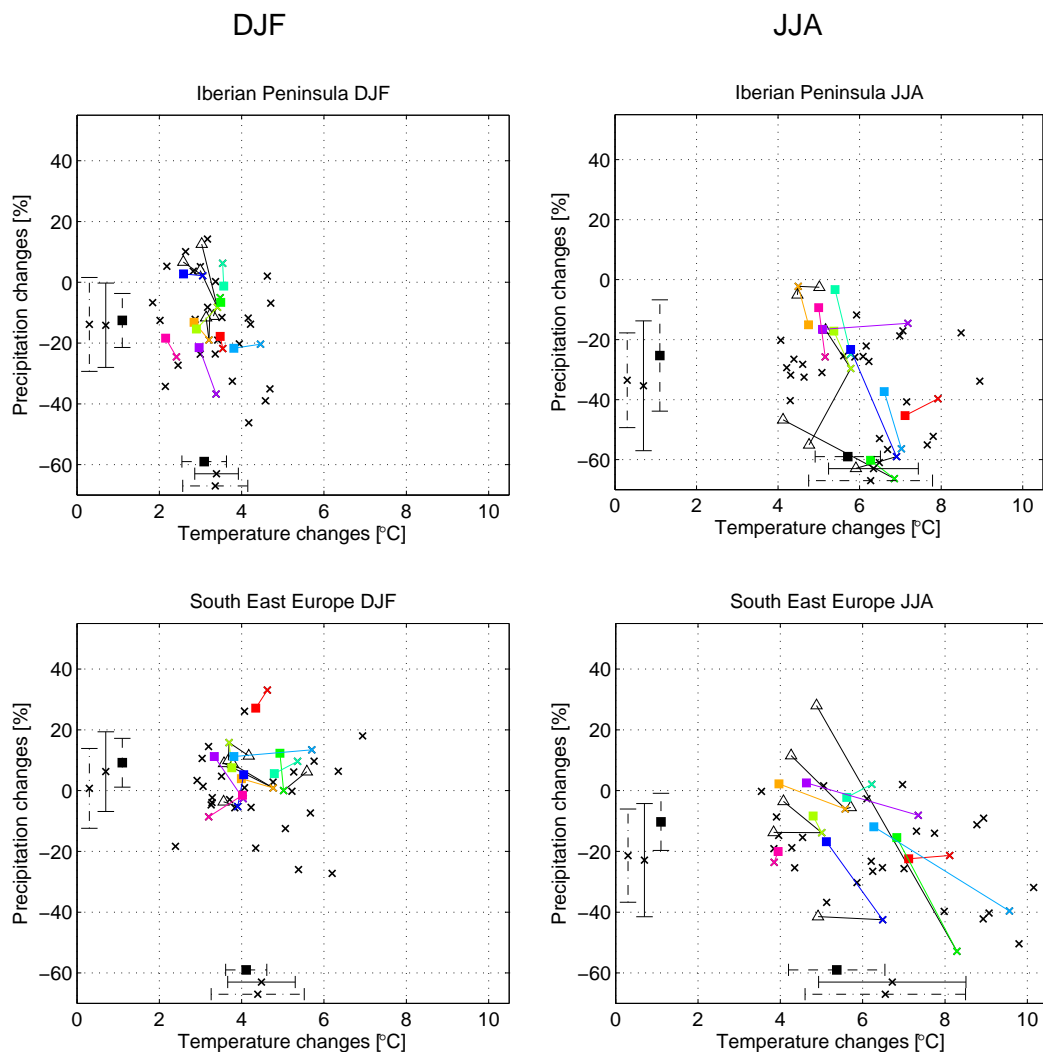 DJF
JJA
Iberian Peninsula DJF
40
20
0
−20
−40
−60
Precipitation changes [%]
0 2 4 6 8 10
Temperature changes [°C]
Iberian Peninsula JJA
40
20
0
−20
−40
−60
Precipitation changes [%]
0 2 4 6 8 10
Temperature changes [°C]
South East Europe DJF
40
20
0
−20
−40
−60
Precipitation changes [%]
0 2 4 6 8 10
Temperature changes [°C]
South East Europe JJA
40
20
0
−20
−40
−60
Precipitation changes [%]
0 2 4 6 8 10
Temperature changes [°C]